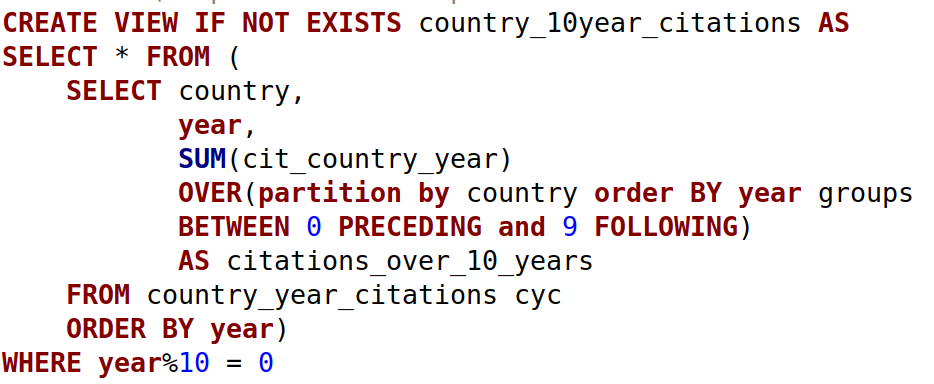 CREATE VIEW IF NOT EXISTS country_10year_citations AS
SELECT * FROM (
SELECT country,
year,
SUM(cit_country_year)
OVER(partition by country order BY year groups
BETWEEN 0 PRECEDING and 9 FOLLOWING)
AS citations_over_10_years
FROM country_year_citations cyc
ORDER BY year)
WHERE year%10 = 0